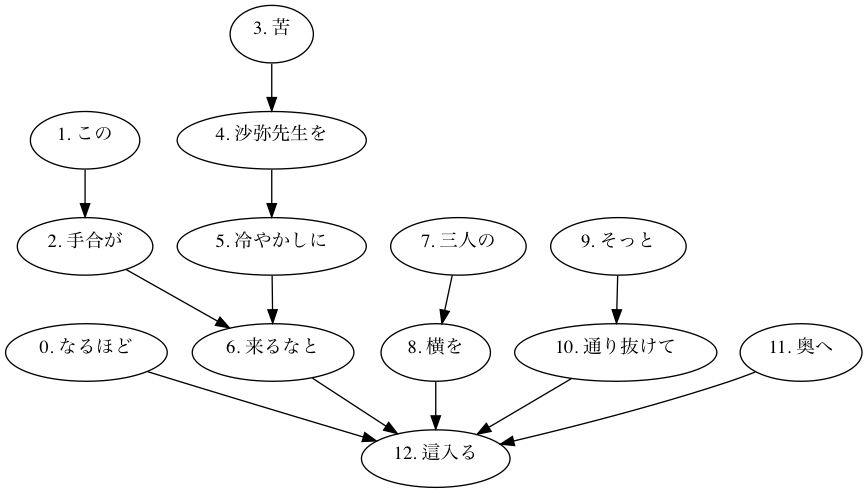 3. 苦
1. この
4. 沙弥先生を
2. 手合が
5. 冷やかしに
7. 三人の
9. そっと
0. なるほど
6. 来るなと
8. 横を
10. 通り抜けて
11. 奥へ
12. 這入る